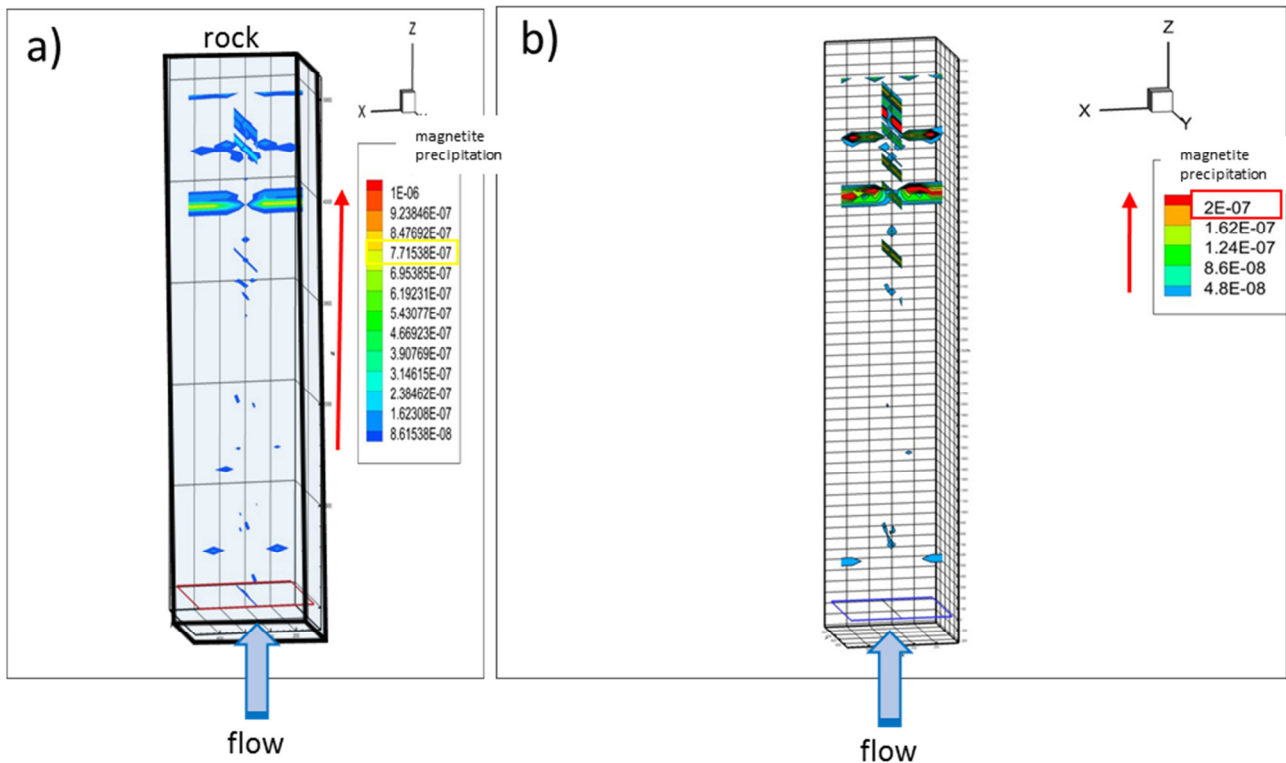 a)
rock
Z
X
magnetite
precipitation
1E-06
9.23846E-07
8.47692E-07
7.71538E-07
6.95385E-07
6.19231E-07
5.43077E-07
4.66923E-07
3.90769E-07
3.14615E-07
2.38462E-07
1.62308E-07
8.61538E-08
flow
b)
Z
X
Y
magnetite
precipitation
2E-07
1.62E-07
1.24E-07
8.6E-08
4.8E-08
flow